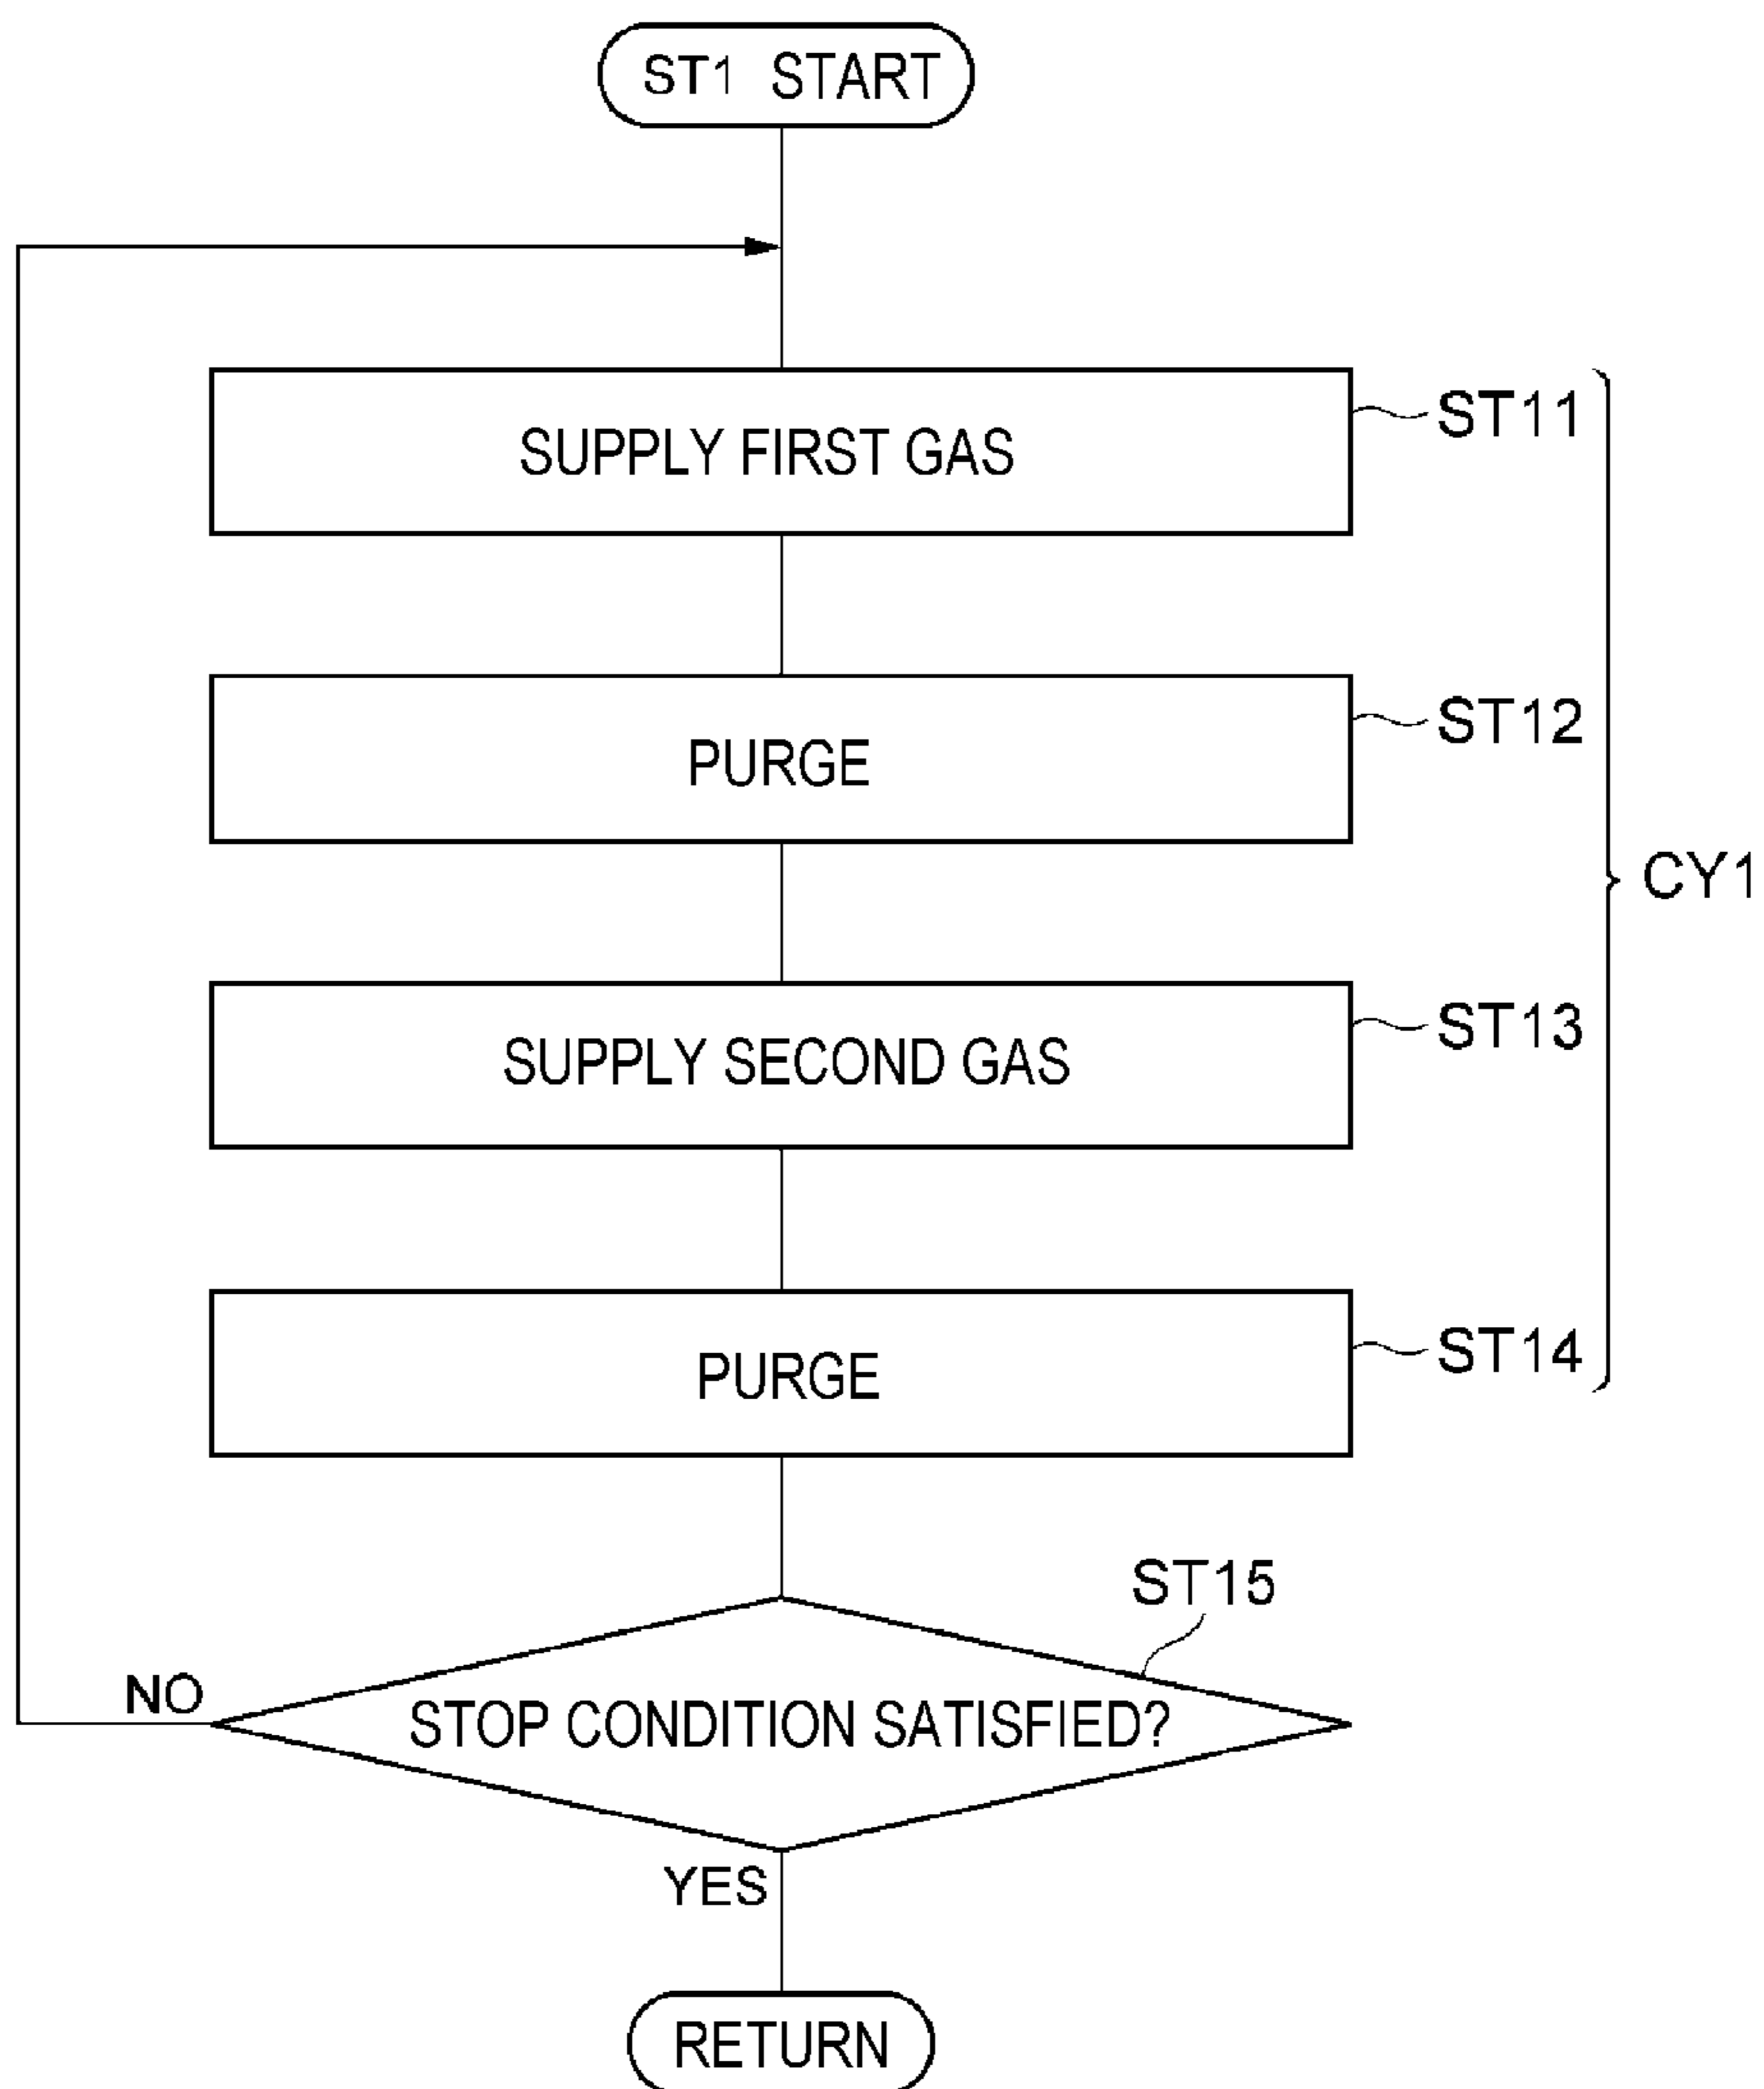 ST1 START
SUPPLY FIRST GAS
ST11
PURGE
ST12
CY1
SUPPLY SECOND GAS
ST13
PURGE
ST14
ST15
NO
STOP CONDITION SATISFIED?
YES
RETURN